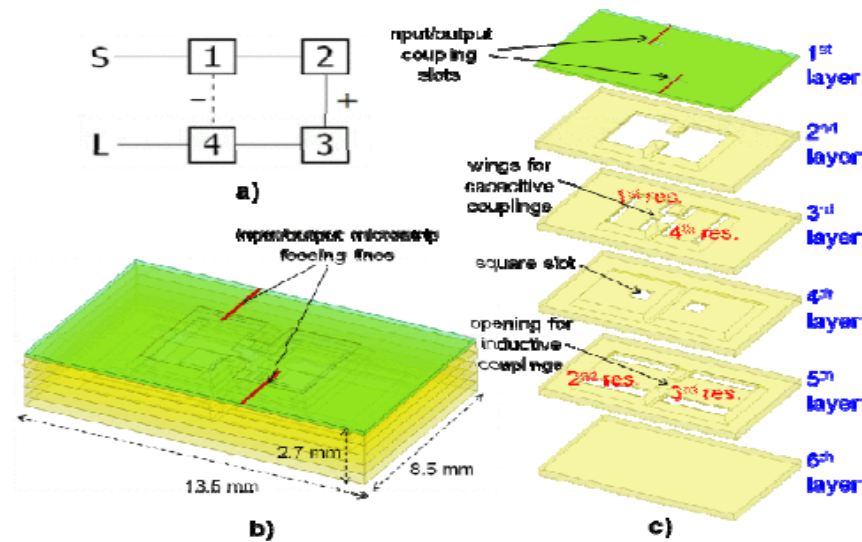 S
1
2
–
+
L
4
3
a)
input/output microstrip
feeding lines
2.7 mm
8.5 mm
13.6 mm
b)
input/output
coupling
slots
1st
layer
2nd
layer
wings for
capacitive
couplings
1st res.
4th res.
3rd
layer
square slot
4th
layer
opening for
inductive
couplings
2nd res.
3rd res.
5th
layer
6th
layer
c)